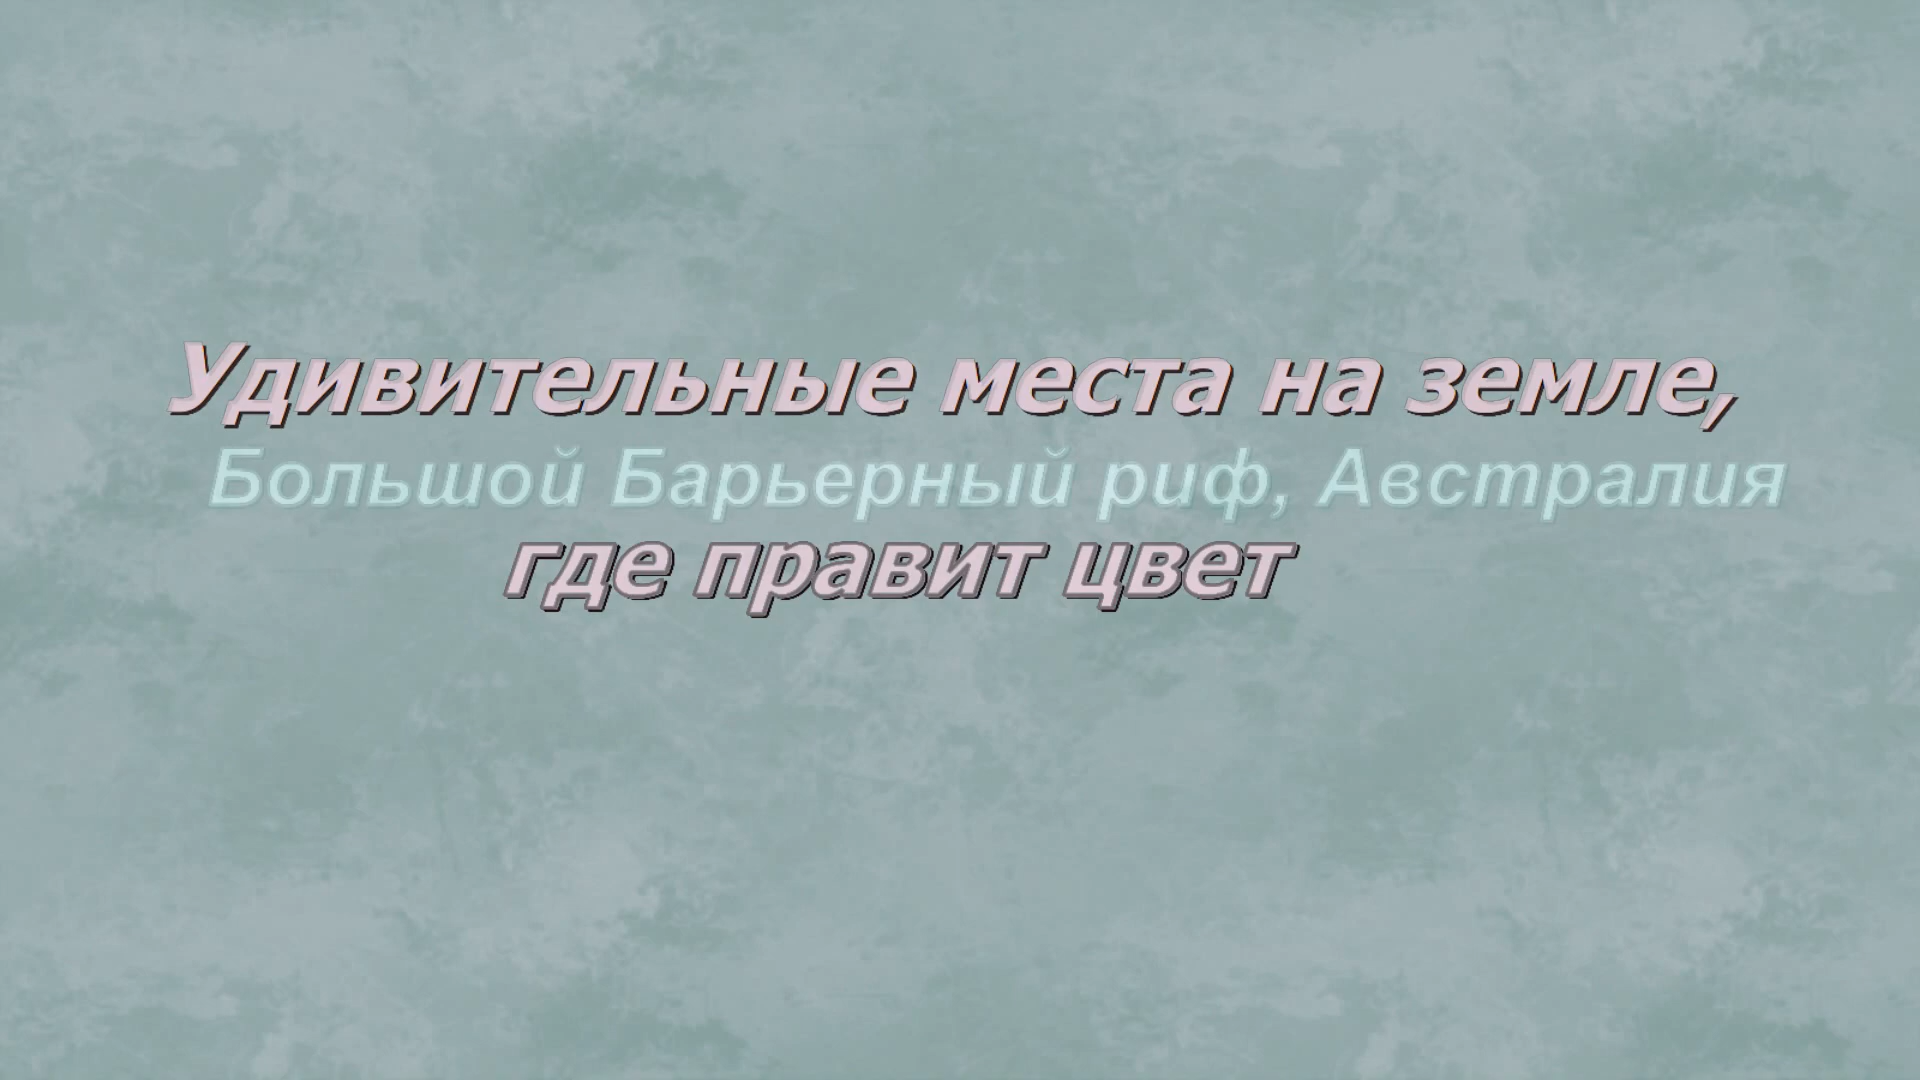 Удивительные места на земле,
Большой Барьерный риф, Австралия
где правит цвет